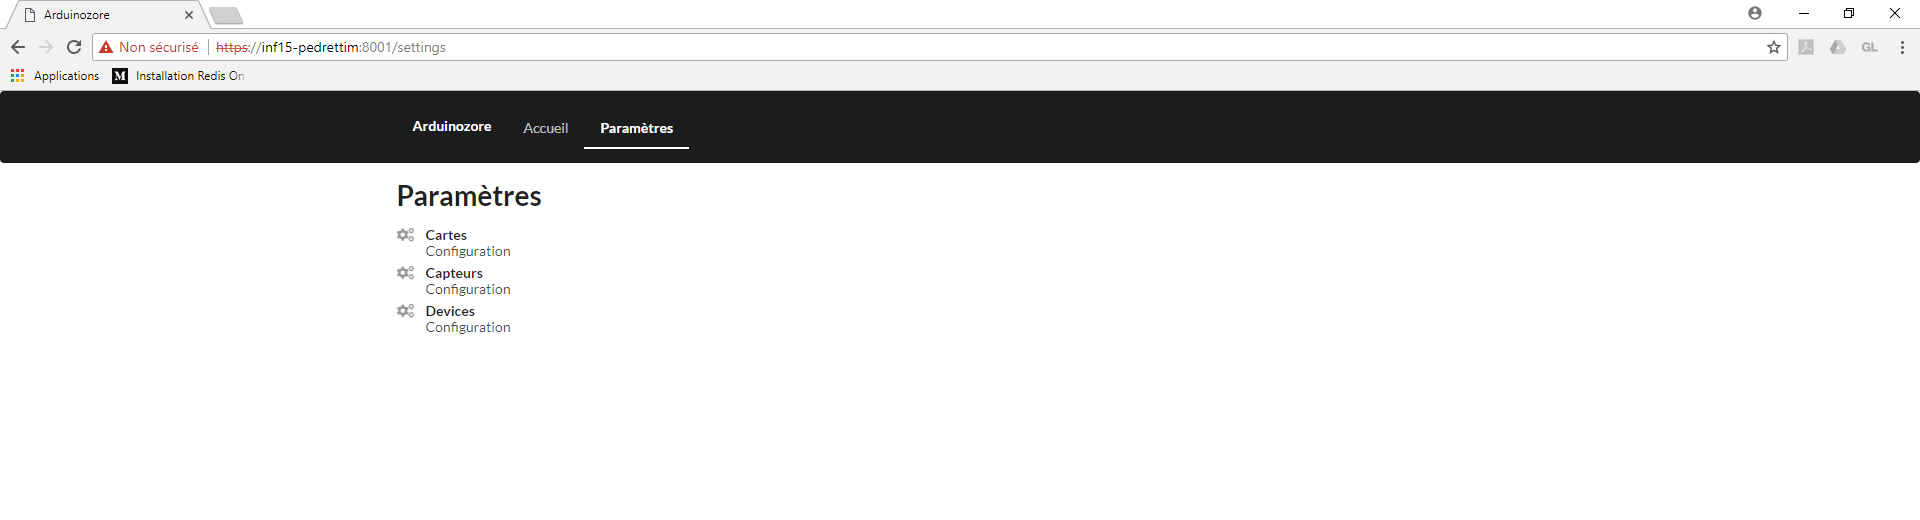 Arduinozore
Non sécurisé https://inf15-pedrettim:8001/settings GL
Applications M Installation Redis On
Arduinozore Accueil Paramètres
Paramètres
Cartes
Configuration
Capteurs
Configuration
Devices
Configuration